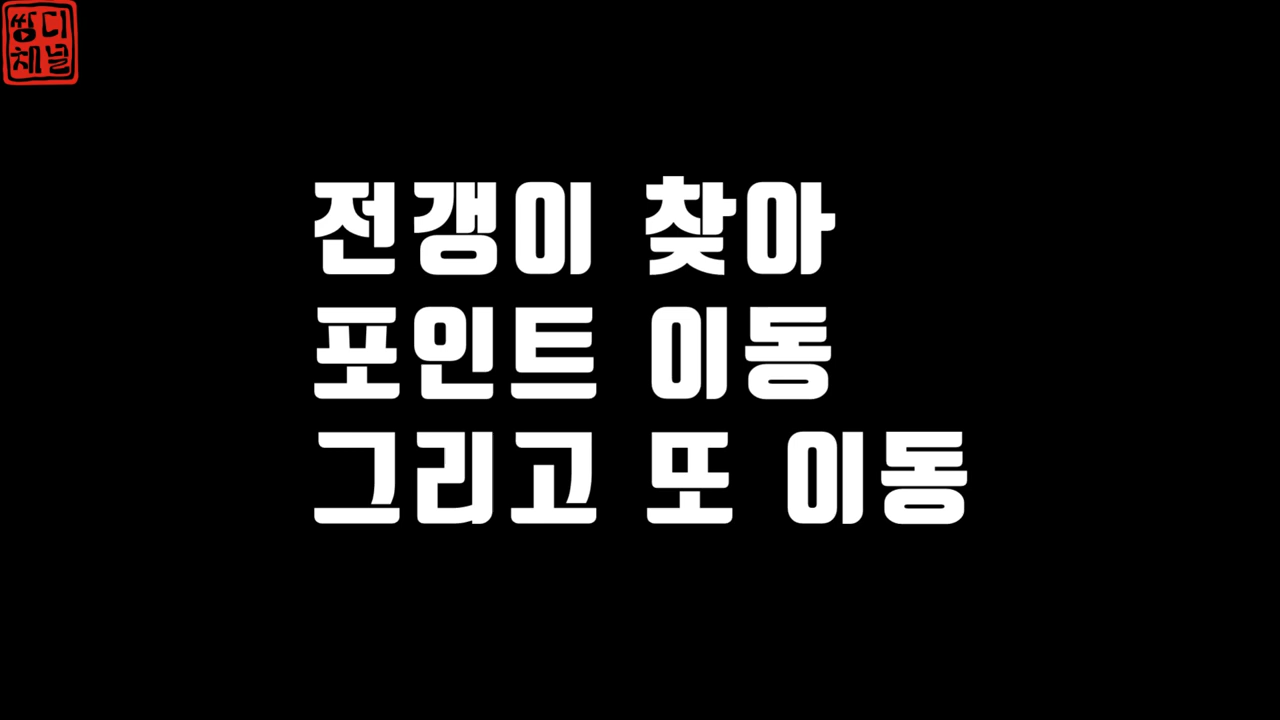 쌍디
채널
전갱이 찾아
포인트 이동
그리고 또 이동